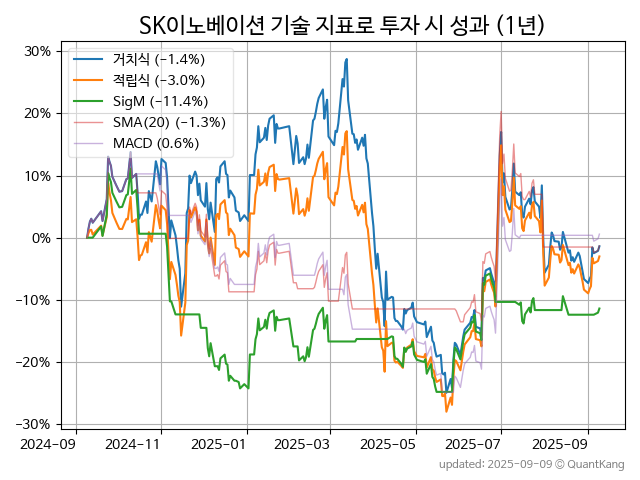 SK이노베이션 기술 지표로 투자 시 성과 (1년)
거치식 (−1.4%)
적립식 (−3.0%)
SigM (−11.4%)
SMA(20) (−1.3%)
MACD (0.6%)
30%
20%
10%
0%
−10%
−20%
−30%
2024-09 2024-11 2025-01 2025-03 2025-05 2025-07 2025-09
updated: 2025-09-09 © QuantKang